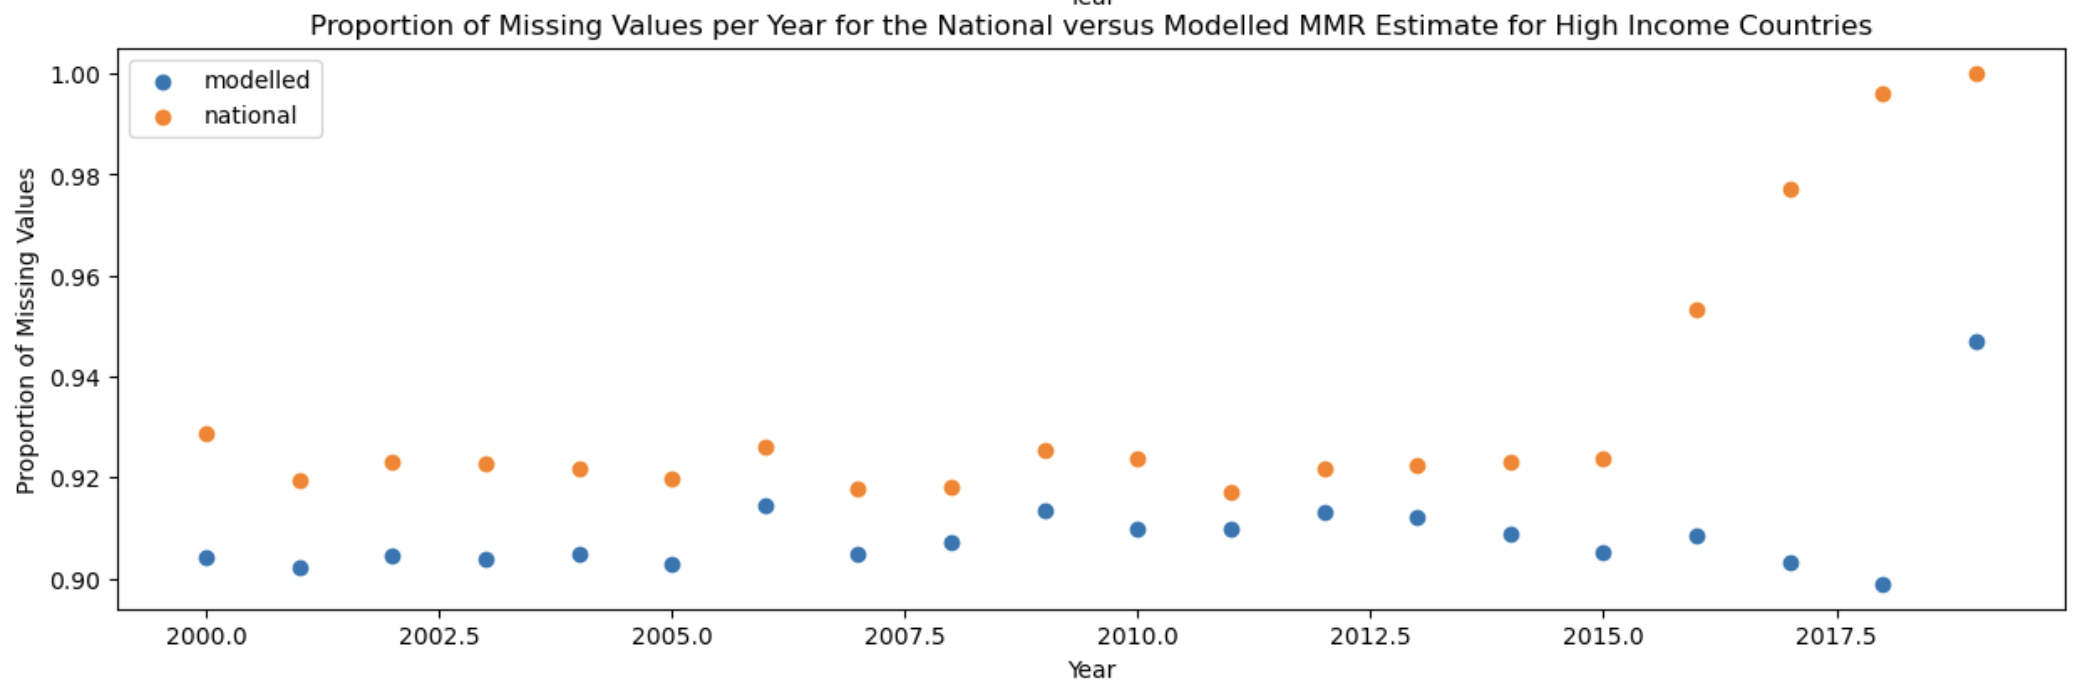 Year
Proportion of Missing Values per Year for the National versus Modelled MMR Estimate for High Income Countries
modelled
national
Proportion of Missing Values
1.00
0.98
0.96
0.94
0.92
0.90
2000.0 2002.5 2005.0 2007.5 2010.0 2012.5 2015.0 2017.5
Year